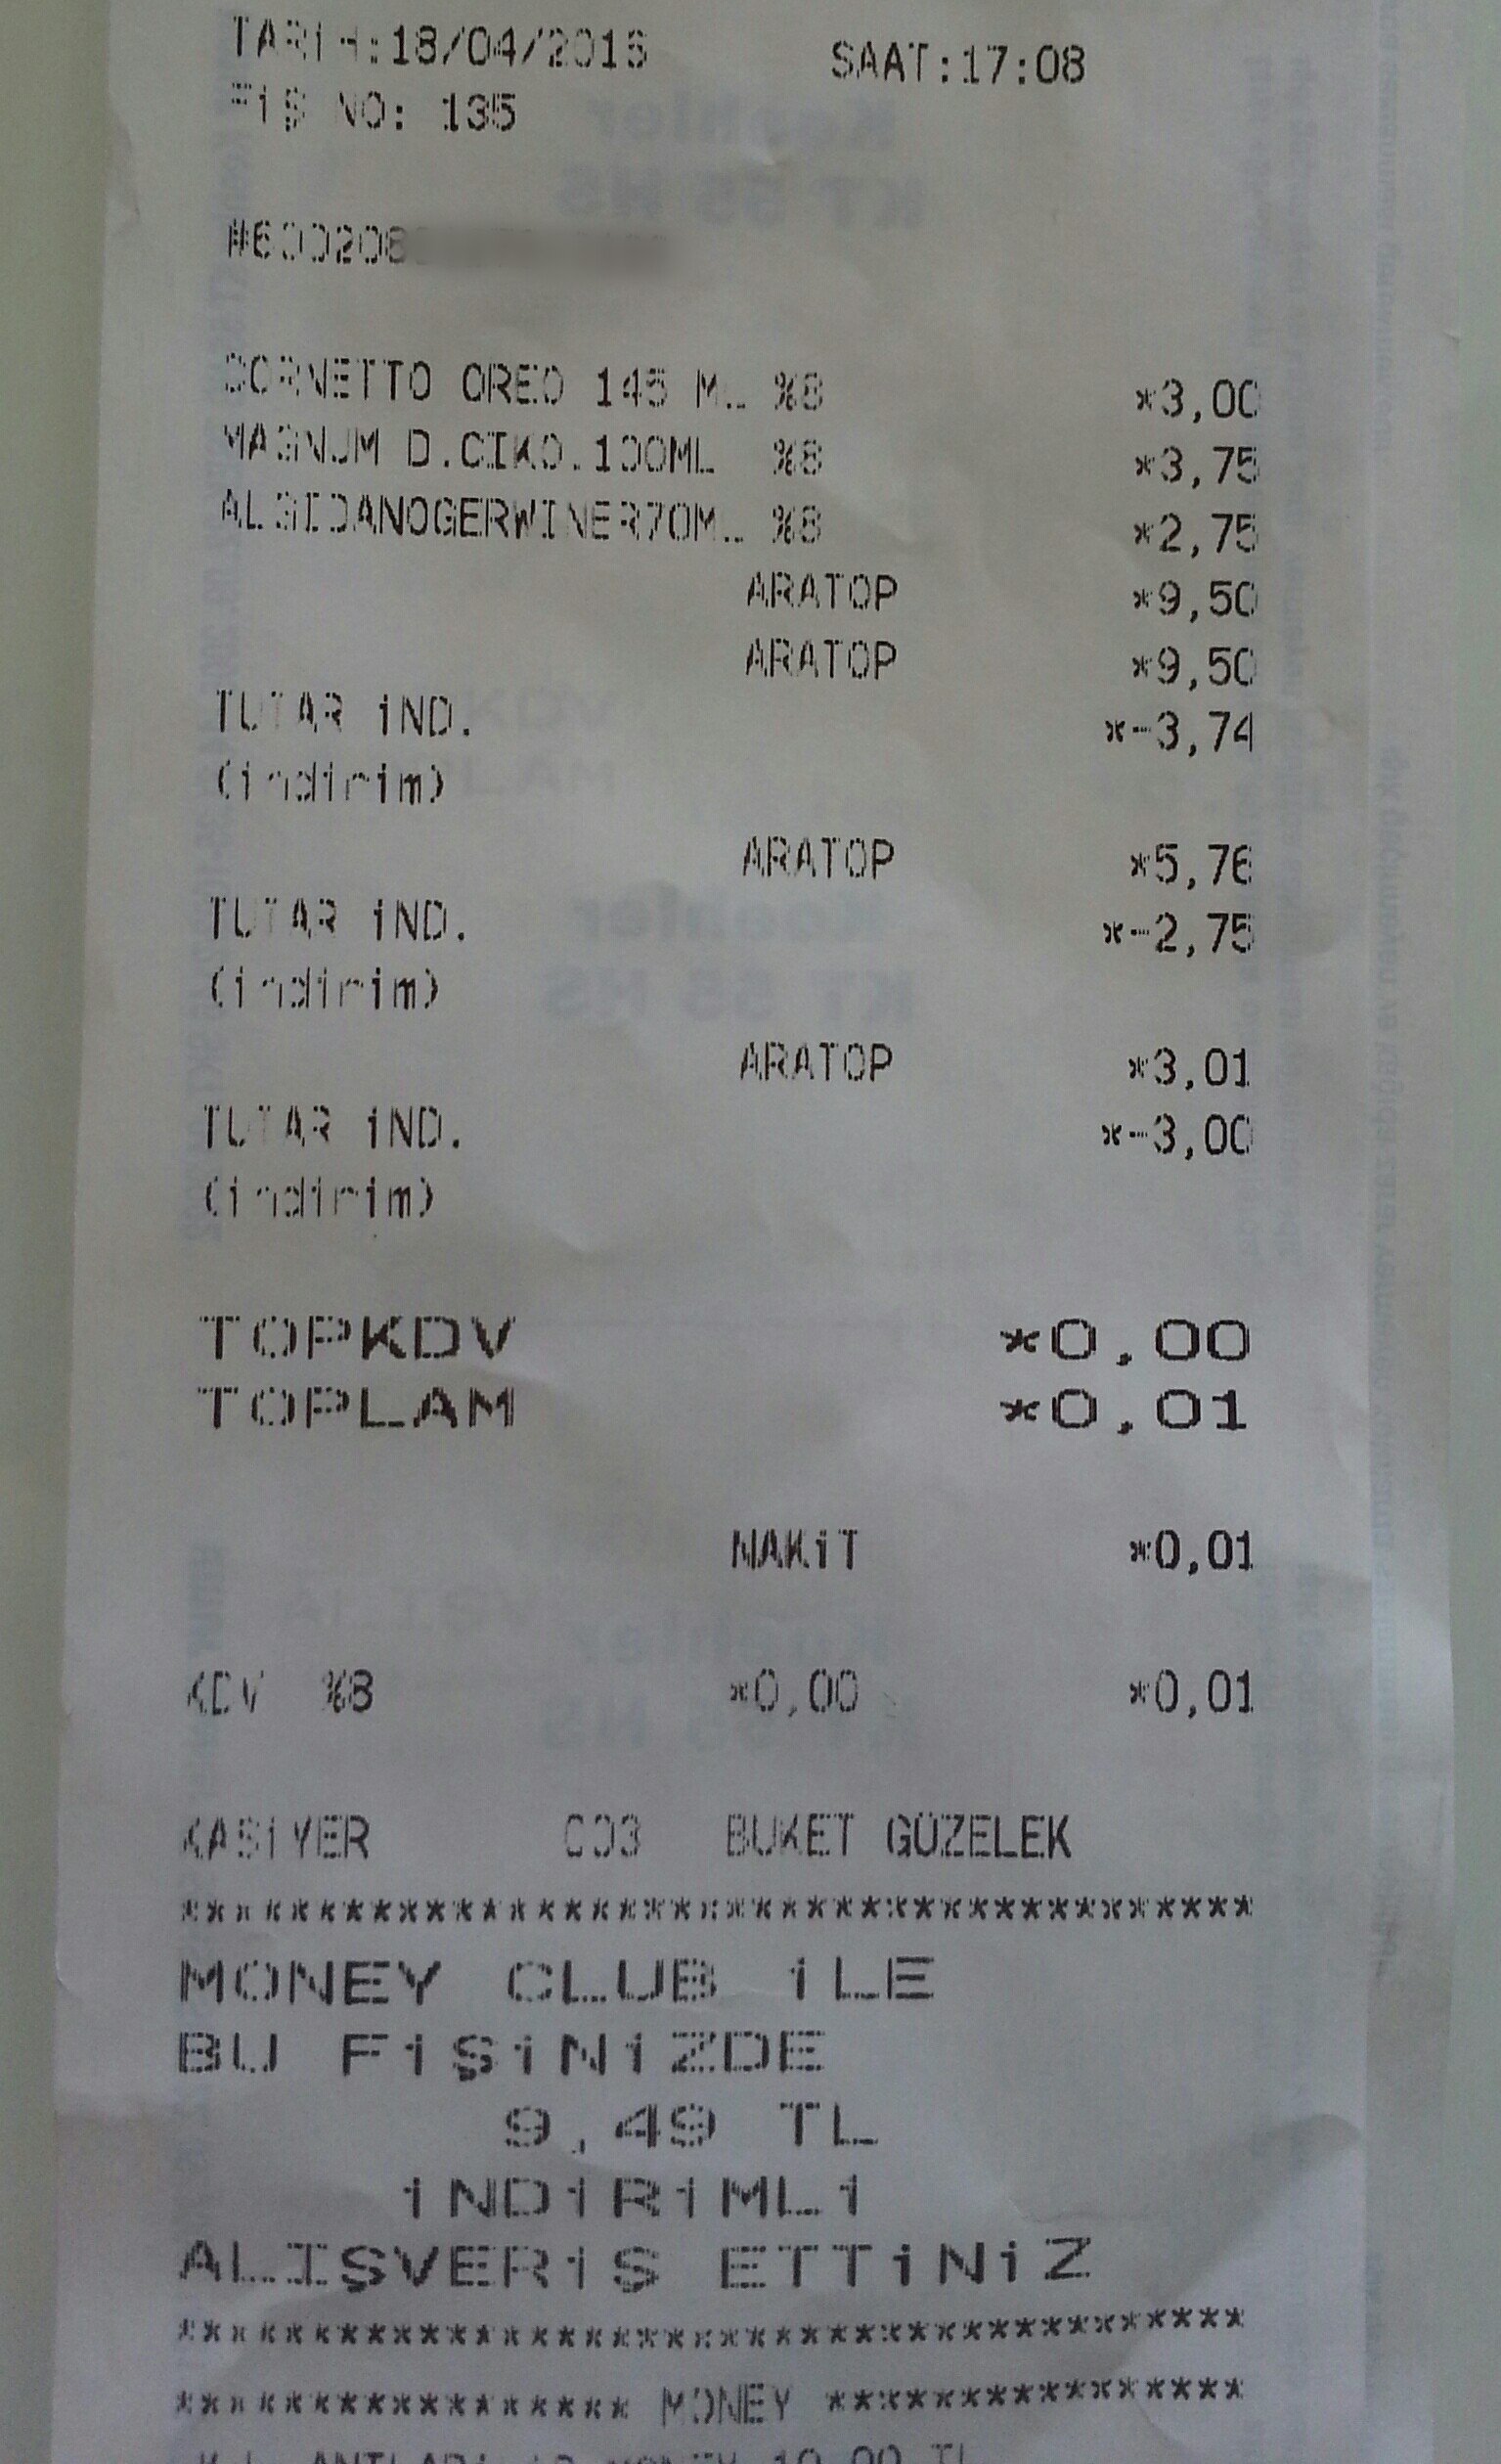 TARİH:18/04/2016 SAAT:17:08
FİŞ NO: 135
#6002068
CORNETTO OREO 145 ML %8 *3,00
MAGNUM D.CIKO.100ML %8 *3,75
ALGIDANOGERWINER70ML %8 *2,75
ARATOP *9,50
ARATOP *9,50
TUTAR İND. *-3,74
(indirim)
ARATOP *5,76
TUTAR İND. *-2,75
(indirim)
ARATOP *3,01
TUTAR İND. *-3,00
(indirim)
TOPKDV *0,00
TOPLAM *0,01
NAKİT *0,01
KDV %8 *0,00 *0,01
KASİYER 003 BUKET GÜZELEK
****************************************
MONEY CLUB İLE
BU FİŞİNİZDE
9,49 TL
İNDİRİMLİ
ALIŞVERİŞ ETTİNİZ
****************************************
***************** MONEY ****************